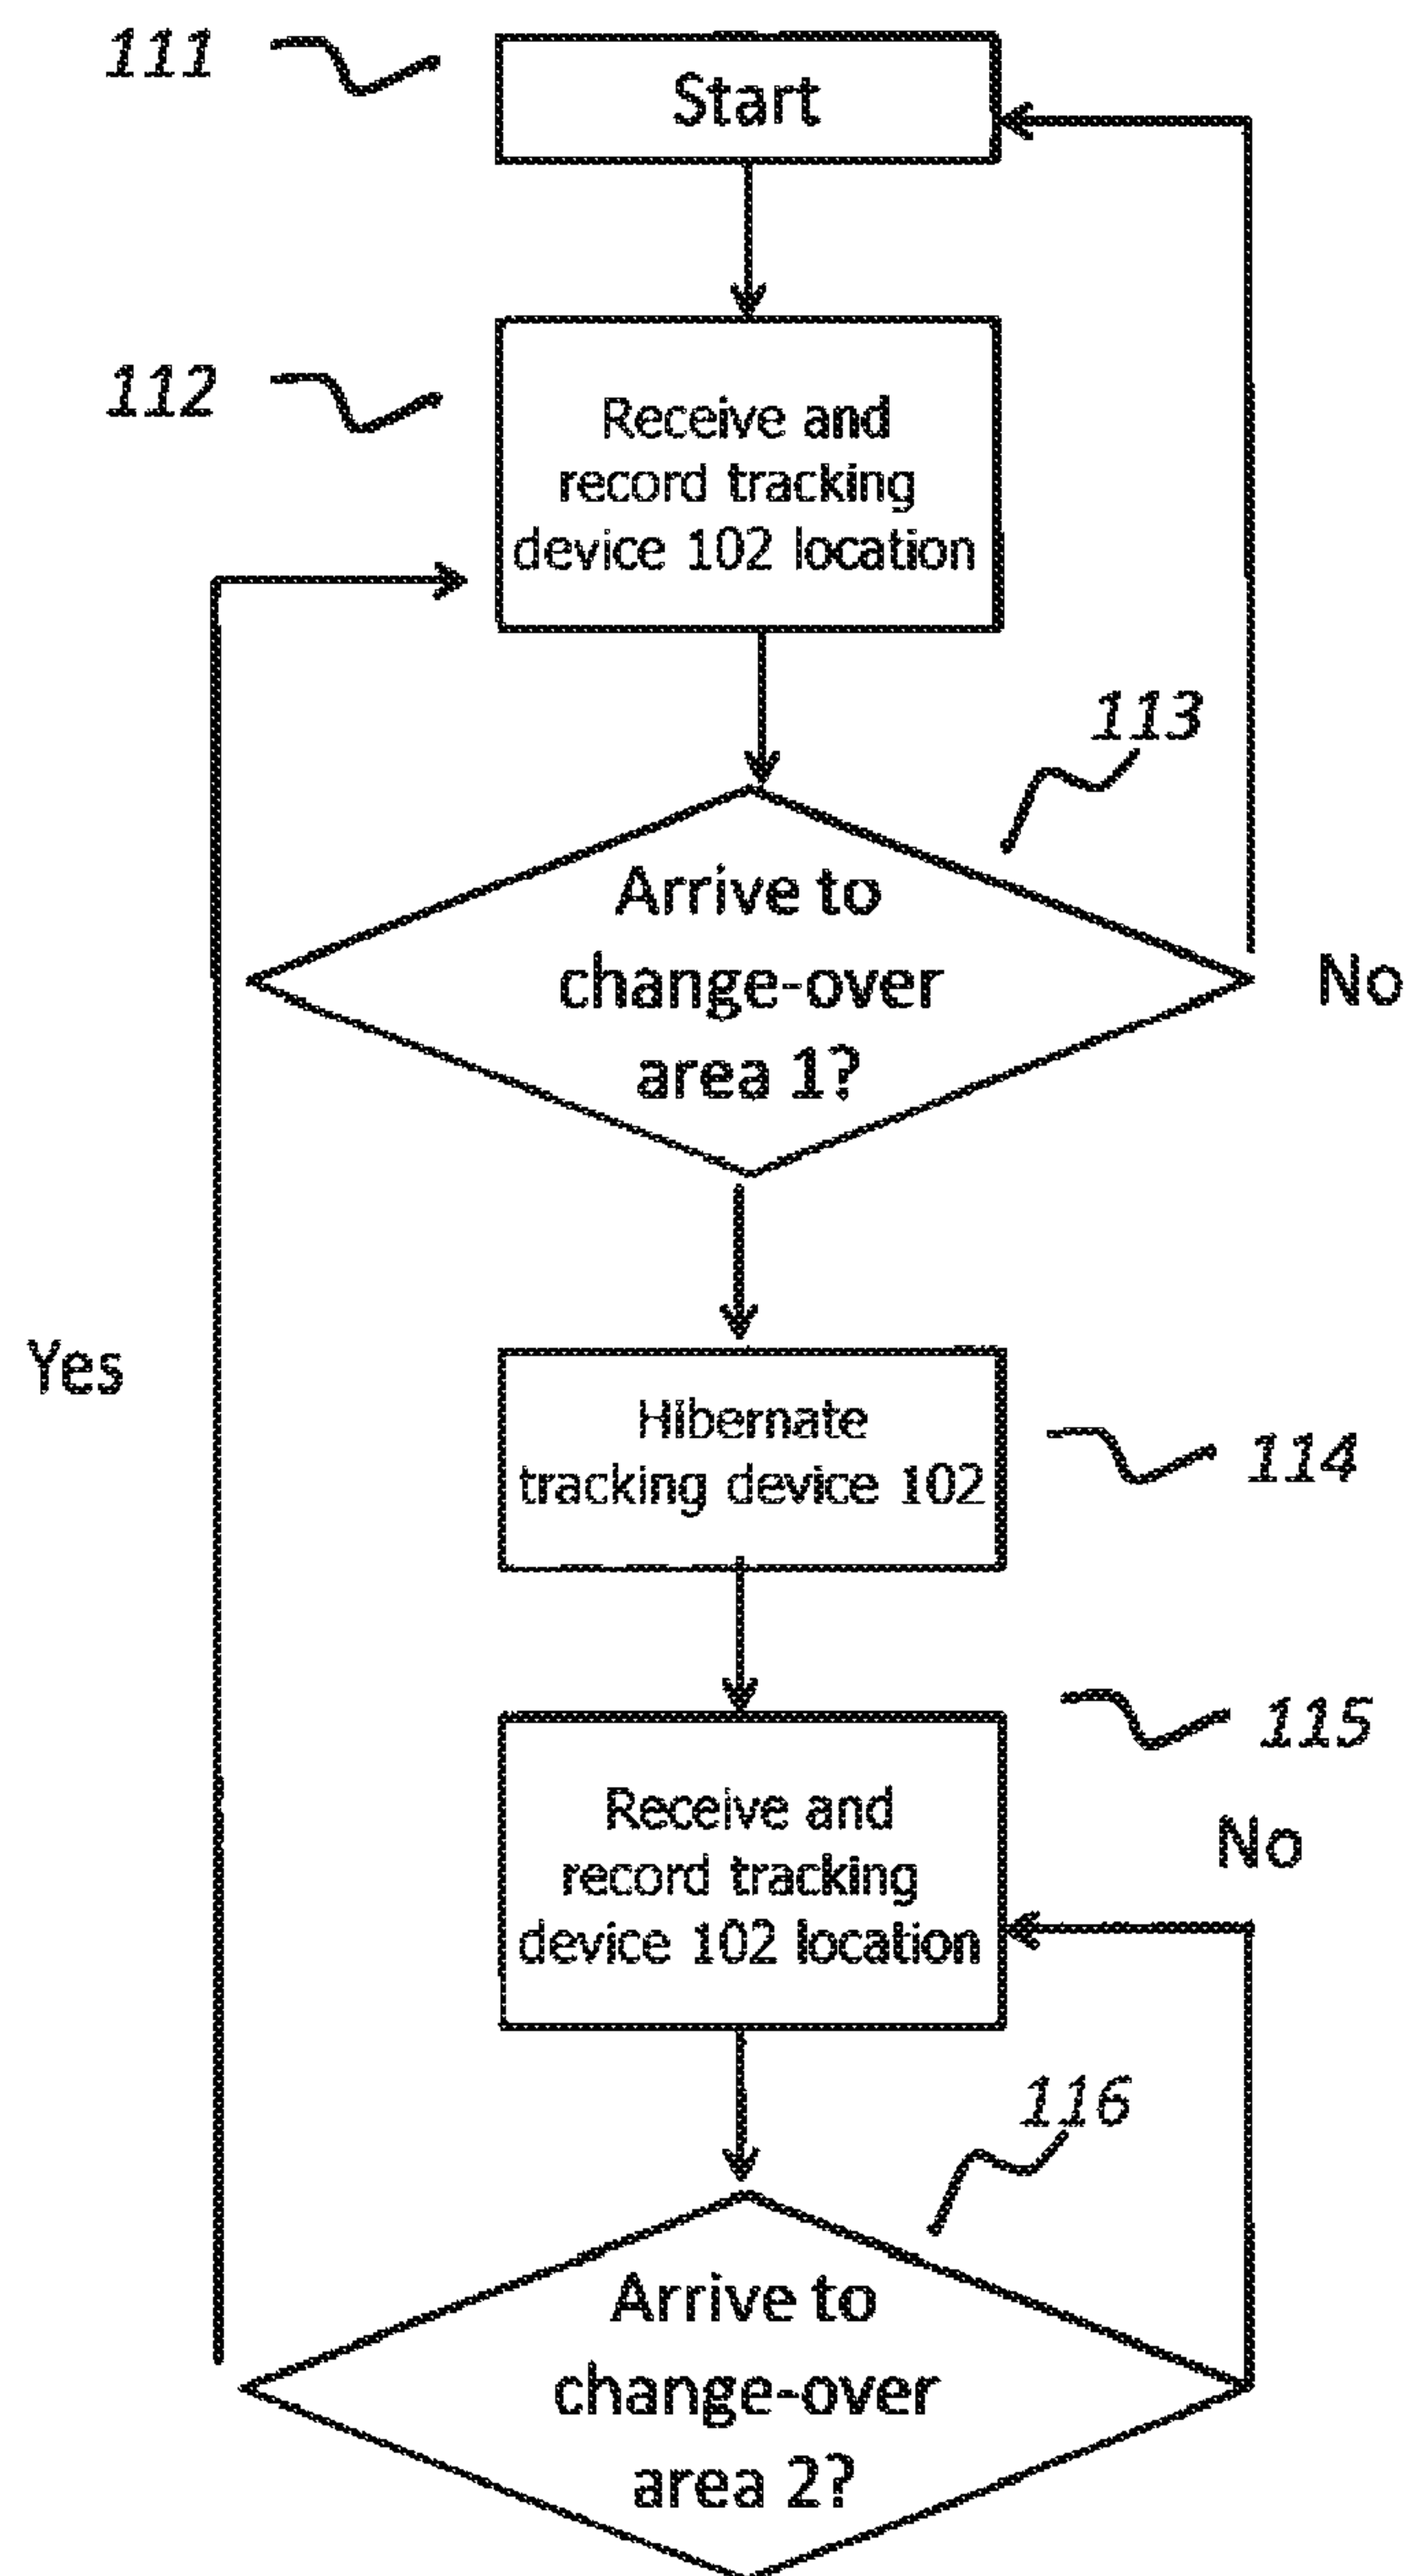 111
Start
112
Receive and
record tracking
device 102 location
113
Arrive to
change-over
area 1?
No
Yes
Hibernate
tracking device 102
114
115
Receive and
record tracking
device 102 location
No
116
Arrive to
change-over
area 2?